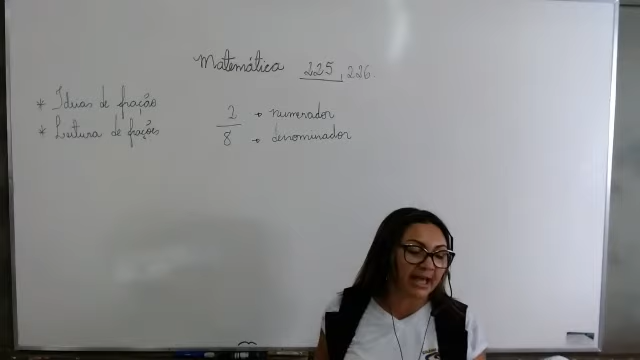 Matemática 225, 226.
* Ideias de fração
* Leitura de frações
2 → numerador
8 → denominador